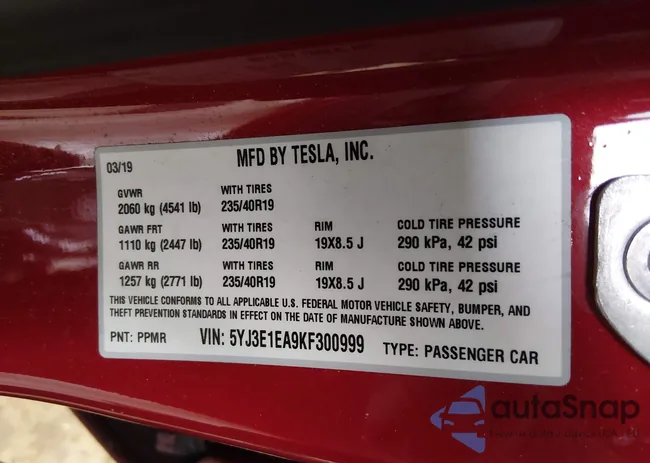 MFD BY TESLA, INC.
03/19
GVWR WITH TIRES
2060 kg (4541 lb) 235/40R19
GAWR FRT WITH TIRES RIM COLD TIRE PRESSURE
1110 kg (2447 lb) 235/40R19 19X8.5 J 290 kPa, 42 psi
GAWR RR WITH TIRES RIM COLD TIRE PRESSURE
1257 kg (2771 lb) 235/40R19 19X8.5 J 290 kPa, 42 psi
THIS VEHICLE CONFORMS TO ALL APPLICABLE U.S. FEDERAL MOTOR VEHICLE SAFETY, BUMPER, AND
THEFT PREVENTION STANDARDS IN EFFECT ON THE DATE OF MANUFACTURE SHOWN ABOVE.
PNT: PPMR VIN: 5YJ3E1EA9KF300999 TYPE: PASSENGER CAR
autaSnap